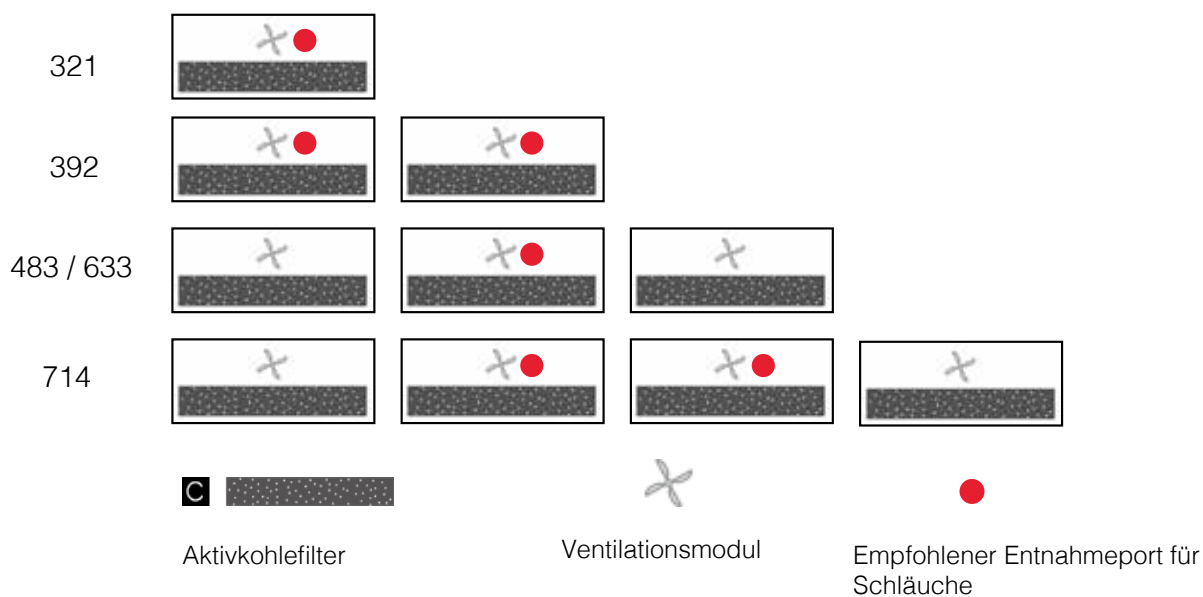 321
392
483 / 633
714
C
Aktivkohlefilter
Ventilationsmodul
Empfohlener Entnahmeport für
Schläuche